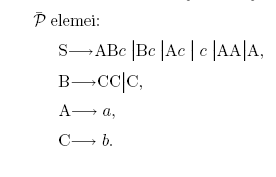 𝒫̄ elemei:
S⟶ABc |Bc |Ac | c |AA|A,
B⟶CC|C,
A⟶ a,
C⟶ b.